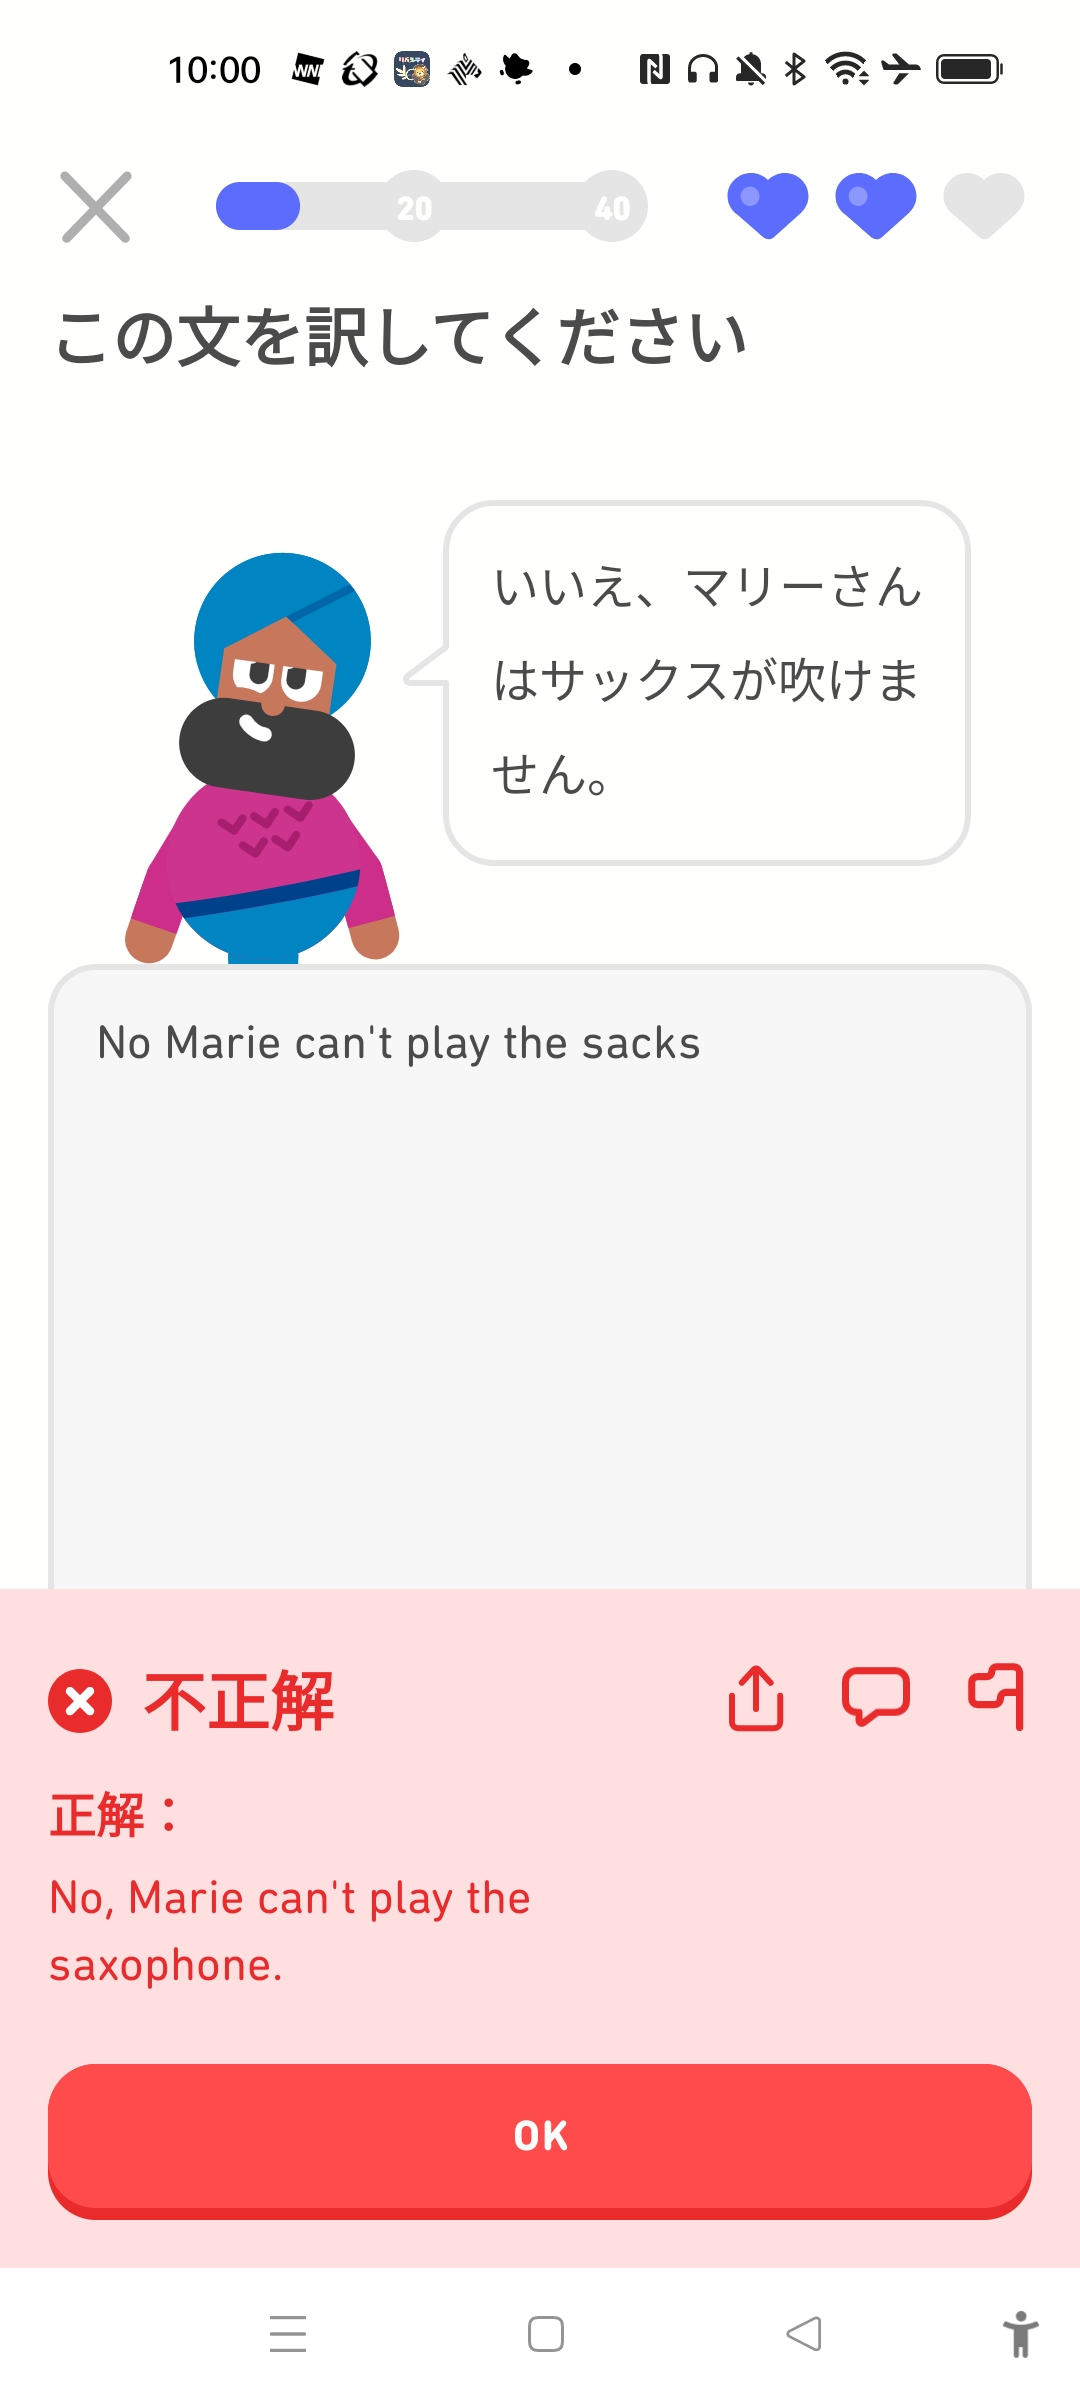 10:00
20 40
この文を訳してください
いいえ、マリーさん
はサックスが吹けま
せん。
No Marie can't play the sacks
不正解
正解：
No, Marie can't play the
saxophone.
OK